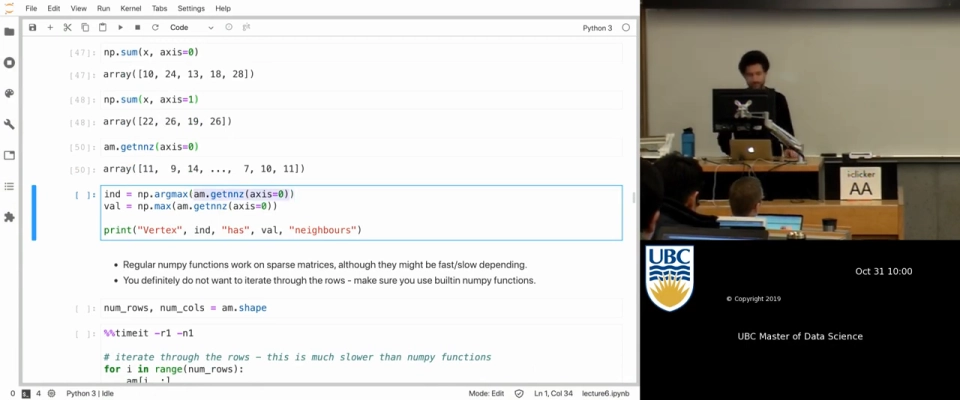 File Edit View Run Kernel Tabs Settings Help
Code
Python 3
[47]: np.sum(x, axis=0)
[47]: array([10, 24, 13, 18, 28])
[48]: np.sum(x, axis=1)
[48]: array([22, 26, 19, 26])
[50]: am.getnnz(axis=0)
[50]: array([11, 9, 14, ..., 7, 10, 11])
[ ]: ind = np.argmax(am.getnnz(axis=0))
val = np.max(am.getnnz(axis=0))
print("Vertex", ind, "has", val, "neighbours")
• Regular numpy functions work on sparse matrices, although they might be fast/slow depending.
• You definitely do not want to iterate through the rows - make sure you use builtin numpy functions.
[ ]: num_rows, num_cols = am.shape
[ ]: %%timeit -r1 -n1
# iterate through the rows - this is much slower than numpy functions
for i in range(num_rows):
am[i, :]
0 4 Python 3 | Idle Mode: Edit Ln 1, Col 34 lecture6.ipynb
i-clicker
AA
UBC
Oct 31 10:00
© Copyright 2019
UBC Master of Data Science